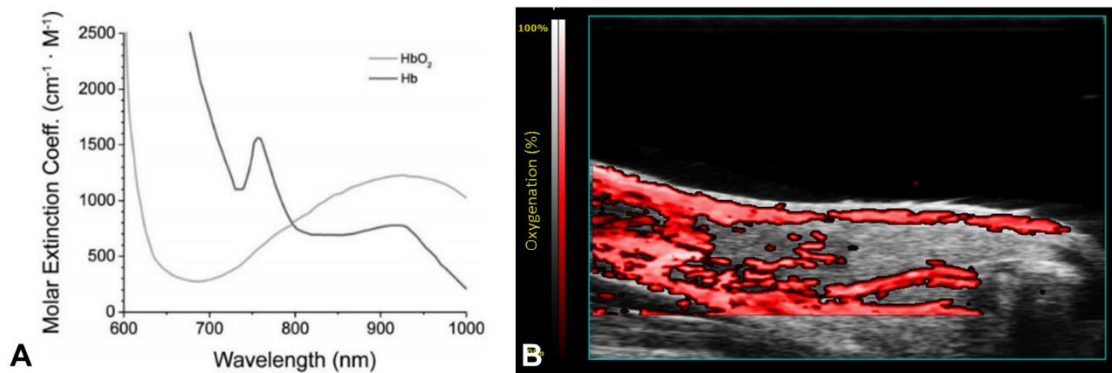 2500
2000
1500
1000
500
0
600
700
800
900
1000
Molar Extinction Coeff. (cm⁻¹ · M⁻¹)
Wavelength (nm)
HbO₂
Hb
A
100%
Oxygenation (%)
B